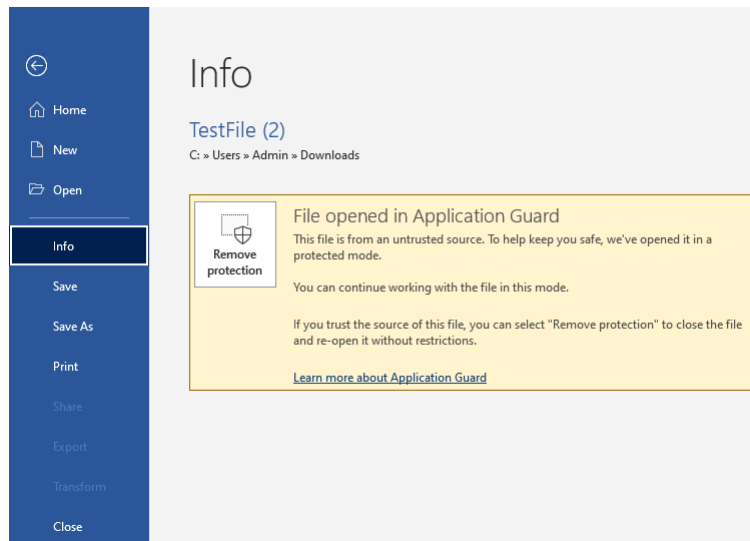 Info
Home
New
Open
Info
Save
Save As
Print
Share
Export
Transform
Close
TestFile (2)
C: » Users » Admin » Downloads
Remove
protection
File opened in Application Guard
This file is from an untrusted source. To help keep you safe, we've opened it in a
protected mode.
You can continue working with the file in this mode.
If you trust the source of this file, you can select "Remove protection" to close the file
and re-open it without restrictions.
Learn more about Application Guard